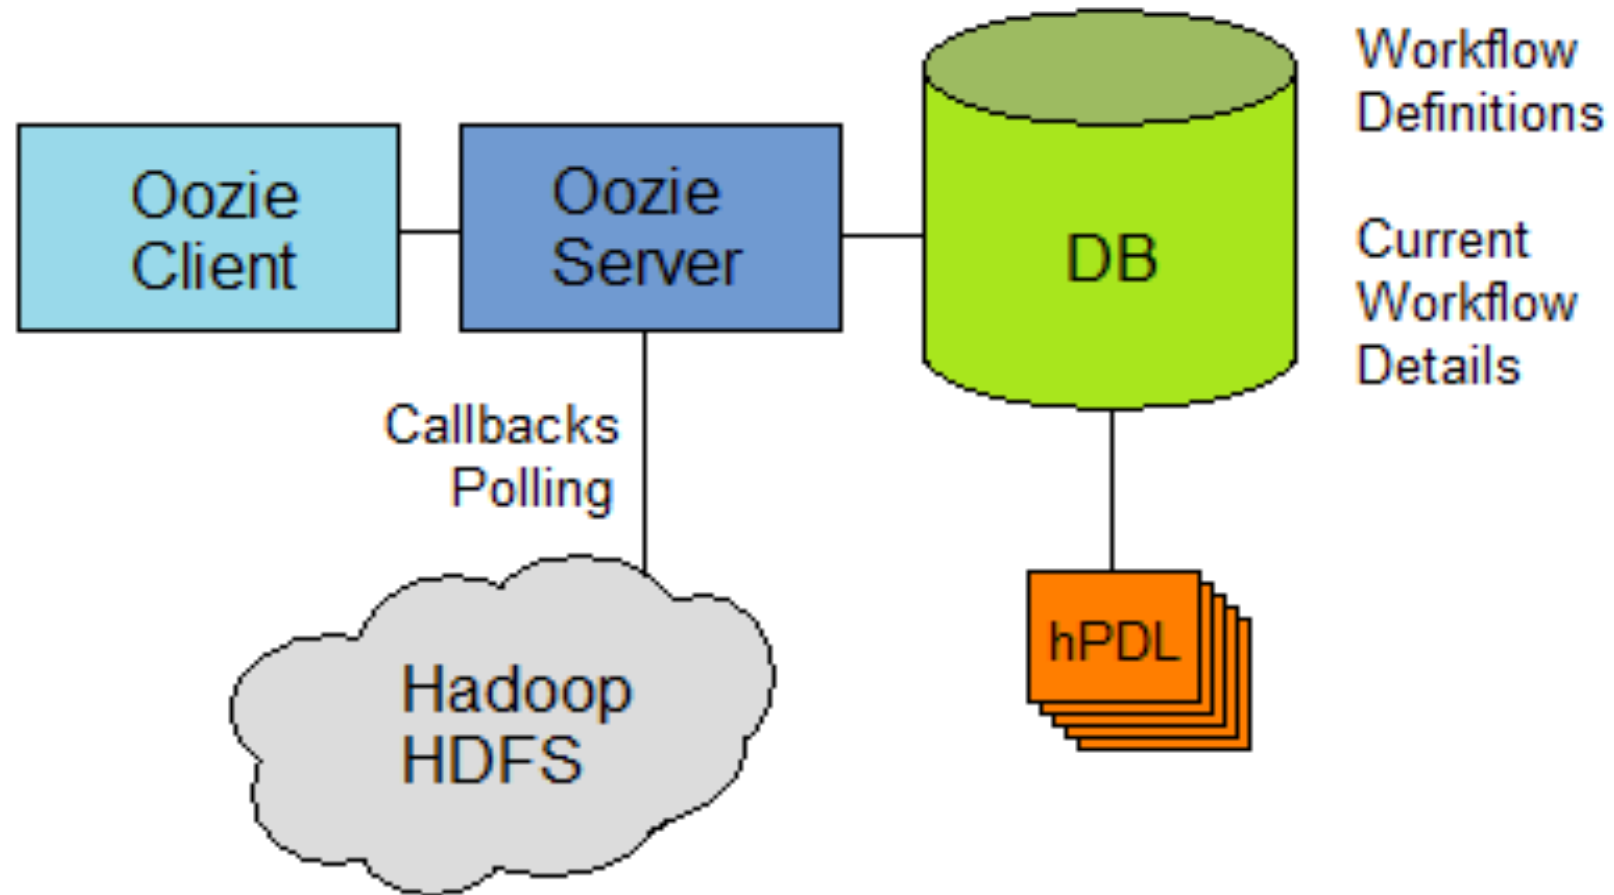 Oozie
Client
Oozie
Server
DB
Workflow
Definitions
Current
Workflow
Details
Callbacks
Polling
Hadoop
HDFS
hPDL